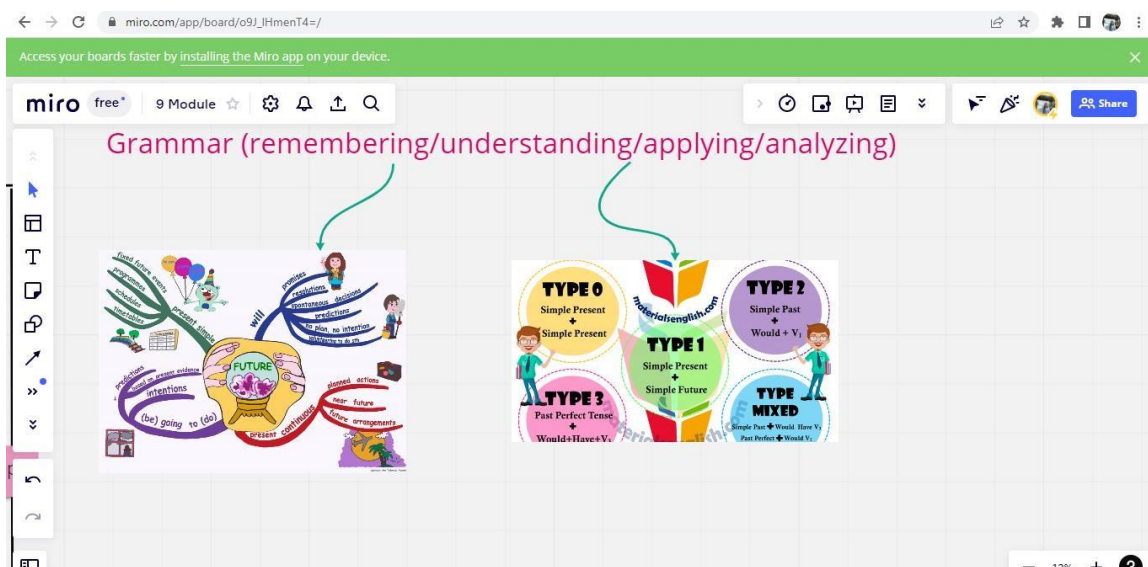 miro.com/app/board/o9J_lHmenT4=/
Access your boards faster by installing the Miro app on your device.
miro free
9 Module
Share
Grammar (remembering/understanding/applying/analyzing)
fixed future events
programmes
schedules
timetables
present simple
will
promises
resolutions
spontaneous decisions
predictions
no plan, no intention
FUTURE
predictions
based on present evidence
intentions
(be) going to (do)
present continuous
planned actions
near future
future arrangements
TYPE 0
Simple Present
+
Simple Present
materialsenglish.com
TYPE 2
Simple Past
+
Would + V₁
TYPE 1
Simple Present
+
Simple Future
TYPE 3
Past Perfect Tense
+
Would+Have+V₃
TYPE
MIXED
Simple Past + Would Have V₃
Past Perfect + Would V₁